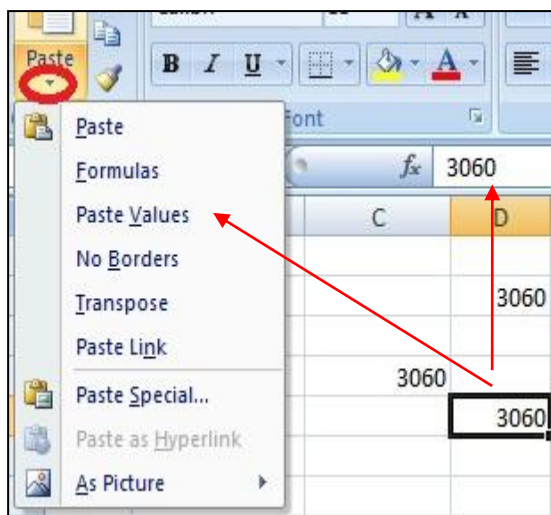 Paste
B I U A
Font
Paste
Formulas
Paste Values
No Borders
Transpose
Paste Link
Paste Special...
Paste as Hyperlink
As Picture
fx 3060
C D
3060
3060
3060